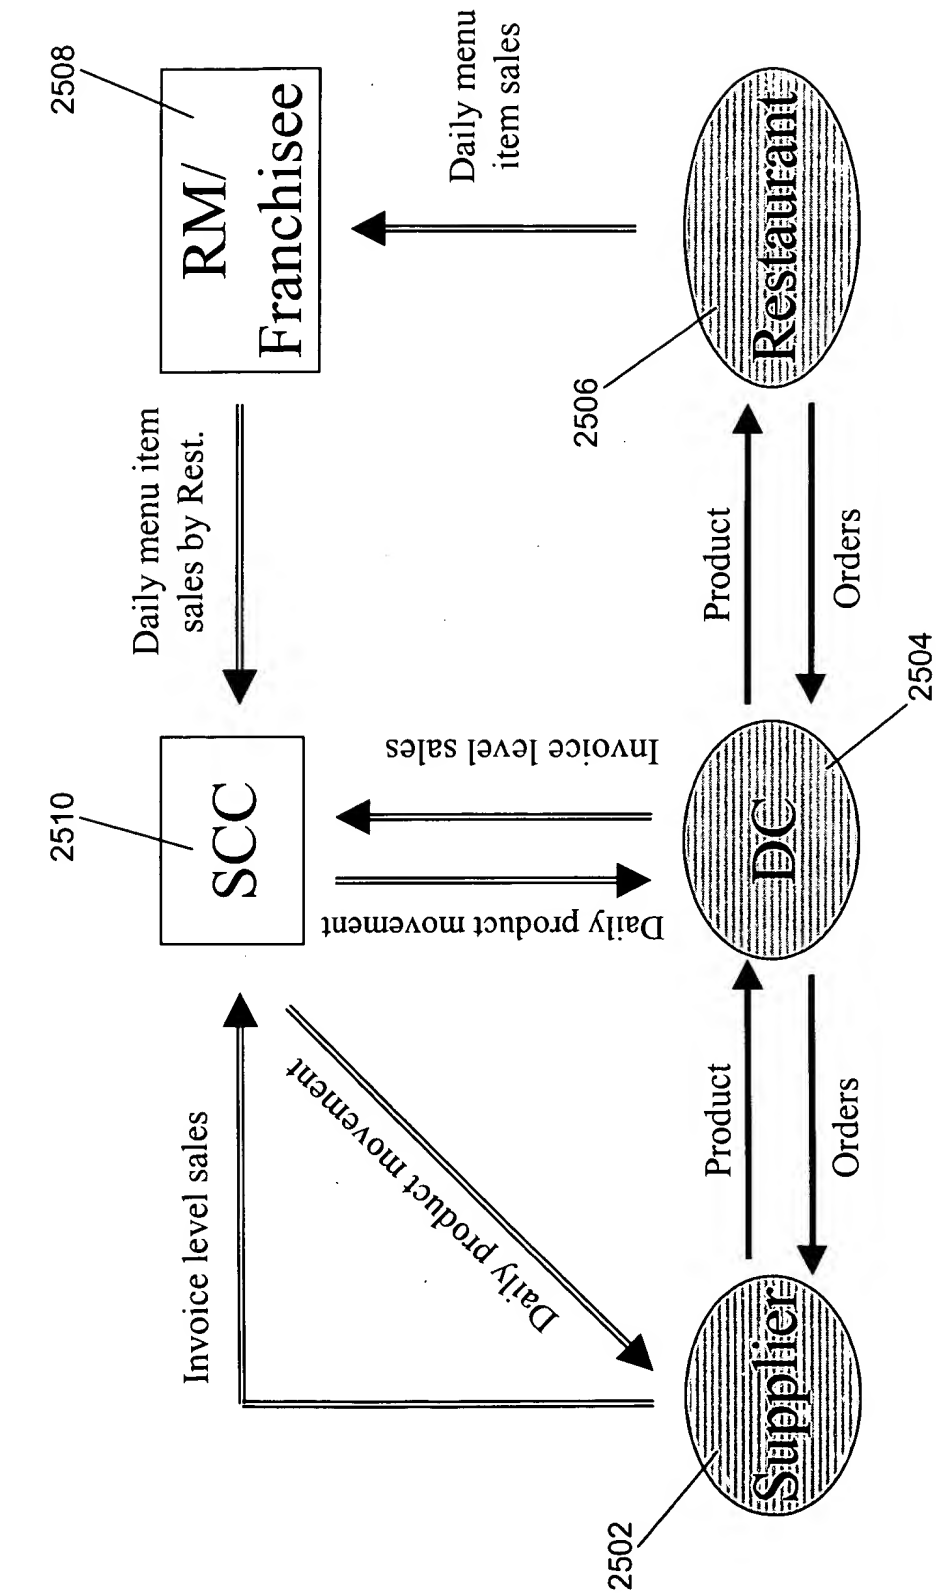 2510
2508
SCC
RM/
Franchisee
Invoice level sales
Daily menu item
sales by Rest.
Daily product movement
Daily product movement
Invoice level sales
Daily menu
item sales
2502
2506
Supplier
Product
DC
Product
Restaurant
Orders
Orders
2504